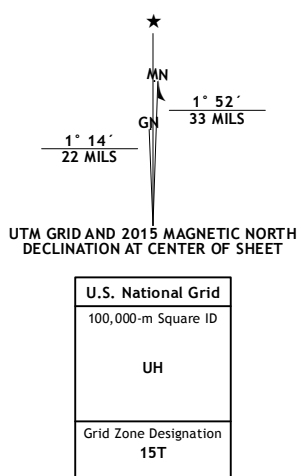 ★
MN
1° 52´
33 MILS
GN
1° 14´
22 MILS
UTM GRID AND 2015 MAGNETIC NORTH
DECLINATION AT CENTER OF SHEET
U.S. National Grid
100,000-m Square ID
UH
Grid Zone Designation
15T